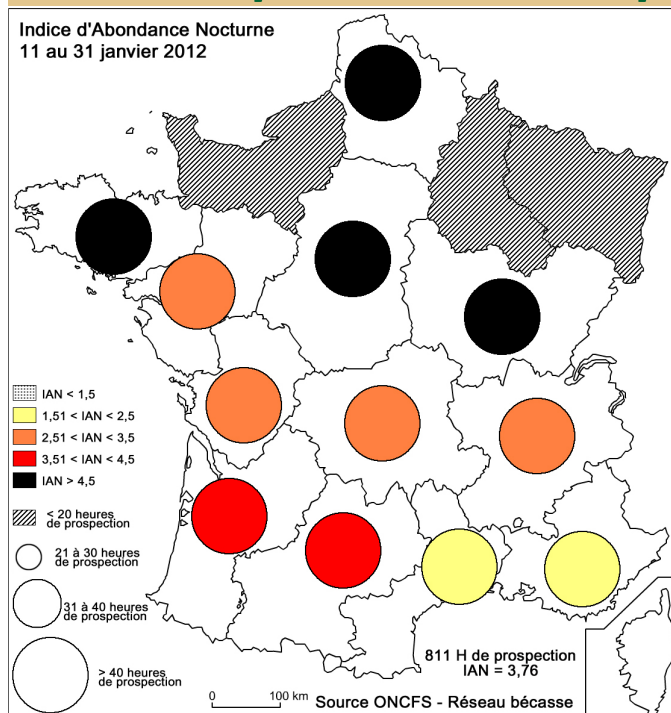 Indice d'Abondance Nocturne
11 au 31 janvier 2012
IAN < 1,5
1,51 < IAN < 2,5
2,51 < IAN < 3,5
3,51 < IAN < 4,5
IAN > 4,5
< 20 heures
de prospection
21 à 30 heures
de prospection
31 à 40 heures
de prospection
> 40 heures
de prospection
811 H de prospection
IAN = 3,76
0 100 km
Source ONCFS - Réseau bécasse